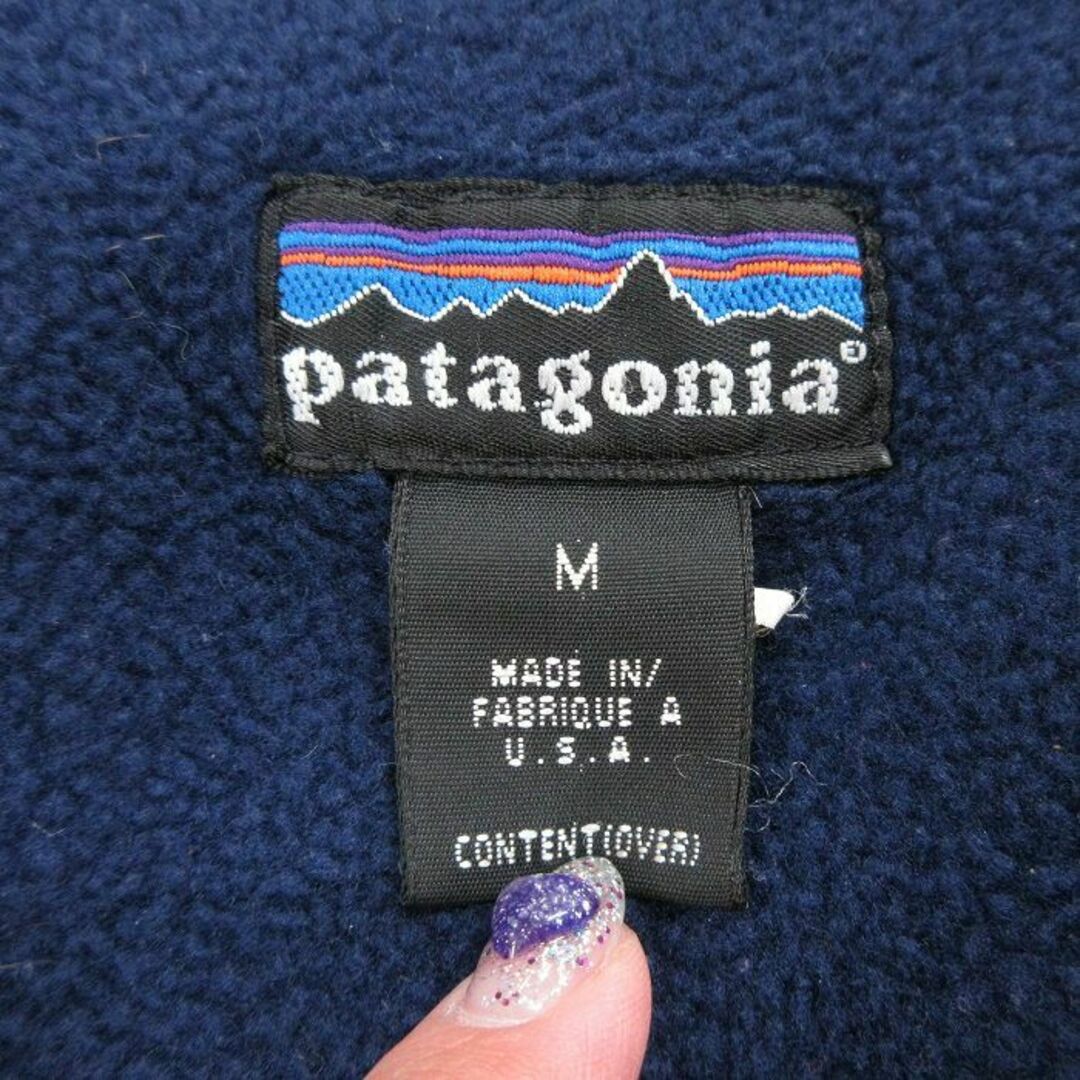 patagonia®
M
MADE IN/
FABRIQUE A
U.S.A.
CONTENT(OVER)